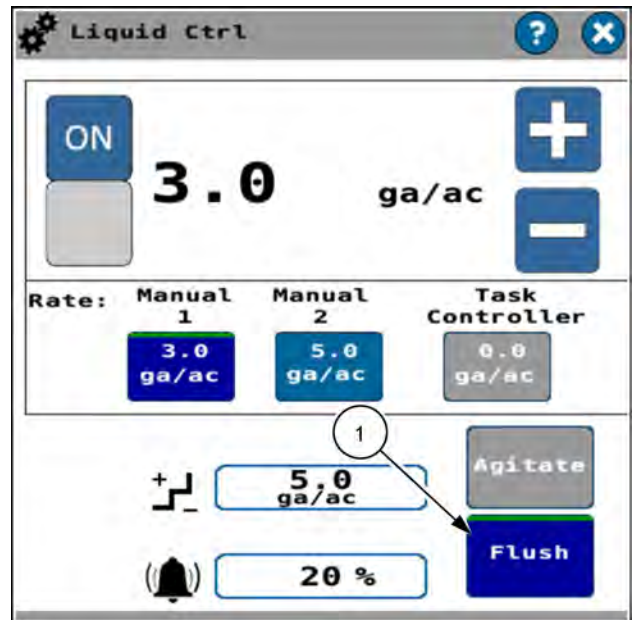 Liquid Ctrl
?
ON
3.0 ga/ac
Rate:
Manual
1
Manual
2
Task
Controller
3.0
ga/ac
5.0
ga/ac
0.0
ga/ac
1
5.0
ga/ac
Agitate
20 %
Flush